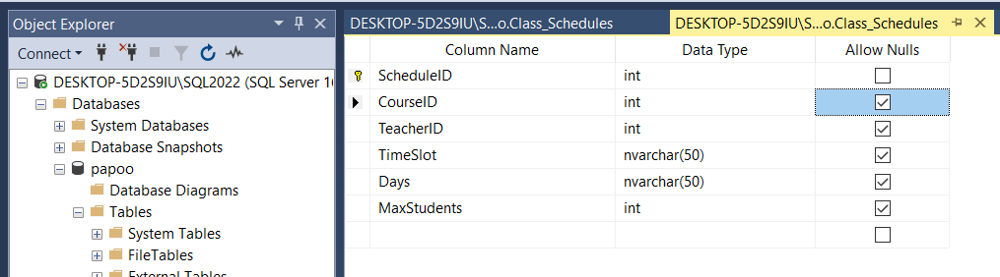 Object Explorer
Connect
DESKTOP-5D2S9IU\SQL2022 (SQL Server 1
Databases
System Databases
Database Snapshots
papoo
Database Diagrams
Tables
System Tables
FileTables
External Tables
DESKTOP-5D2S9IU\S...o.Class_Schedules DESKTOP-5D2S9IU\S...o.Class_Schedules
Column Name Data Type Allow Nulls
ScheduleID int
CourseID int
TeacherID int
TimeSlot nvarchar(50)
Days nvarchar(50)
MaxStudents int